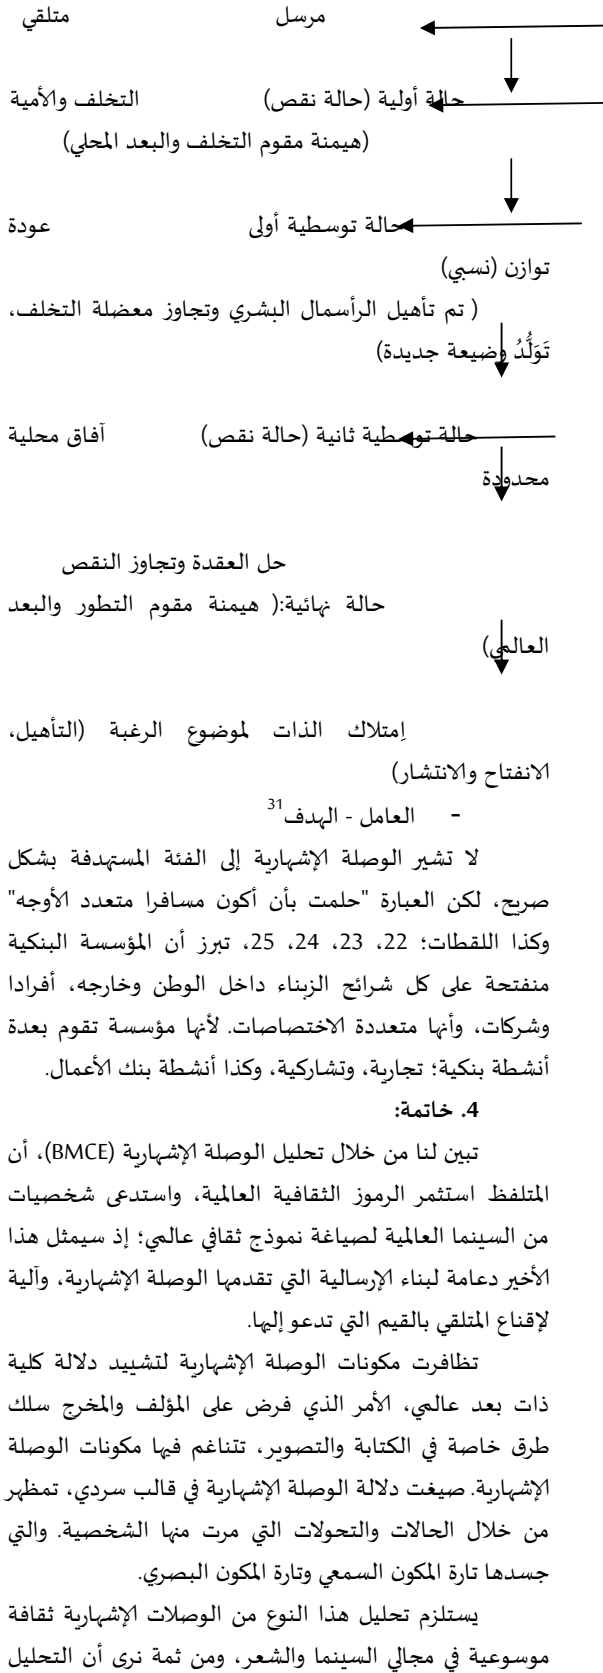 مرسل متلقي
حالة أولية (حالة نقص) التخلف والأمية
(هيمنة مقوم التخلف والبعد المحلي)
حالة توسطية أولى عودة
توازن (نسبي)
( تم تأهيل الرأسمال البشري وتجاوز معضلة التخلف،
تَوَلُّدُ وضيعة جديدة)
حالة توسطية ثانية (حالة نقص) آفاق محلية
محدودة
حل العقدة وتجاوز النقص
حالة نهائية:( هيمنة مقوم التطور والبعد
العالمي)
اِمتلاك الذات لموضوع الرغبة (التأهيل،
الانفتاح والانتشار)
- العامل - الهدف31
لا تشير الوصلة الإشهارية إلى الفئة المستهدفة بشكل
صريح، لكن العبارة "حلمت بأن أكون مسافرا متعدد الأوجه"
وكذا اللقطات؛ 22، 23، 24، 25، تبرز أن المؤسسة البنكية
منفتحة على كل شرائح الزبناء داخل الوطن وخارجه، أفرادا
وشركات، وأنها متعددة الاختصاصات. لأنها مؤسسة تقوم بعدة
أنشطة بنكية؛ تجارية، وتشاركية، وكذا أنشطة بنك الأعمال.
4. خاتمة:
تبين لنا من خلال تحليل الوصلة الإشهارية (BMCE)، أن
المتلفظ استثمر الرموز الثقافية العالمية، واستدعى شخصيات
من السينما العالمية لصياغة نموذج ثقافي عالمي؛ إذ سيمثل هذا
الأخير دعامة لبناء الإرسالية التي تقدمها الوصلة الإشهارية، وآلية
لإقناع المتلقي بالقيم التي تدعو إليها.
تظافرت مكونات الوصلة الإشهارية لتشييد دلالة كلية
ذات بعد عالمي، الأمر الذي فرض على المؤلف والمخرج سلك
طرق خاصة في الكتابة والتصوير، تتناغم فيها مكونات الوصلة
الإشهارية. صيغت دلالة الوصلة الإشهارية في قالب سردي، تمظهر
من خلال الحالات والتحولات التي مرت منها الشخصية. والتي
جسدها تارة المكون السمعي وتارة المكون البصري.
يستلزم تحليل هذا النوع من الوصلات الإشهارية ثقافة
موسوعية في مجالي السينما والشعر، ومن ثمة نرى أن التحليل